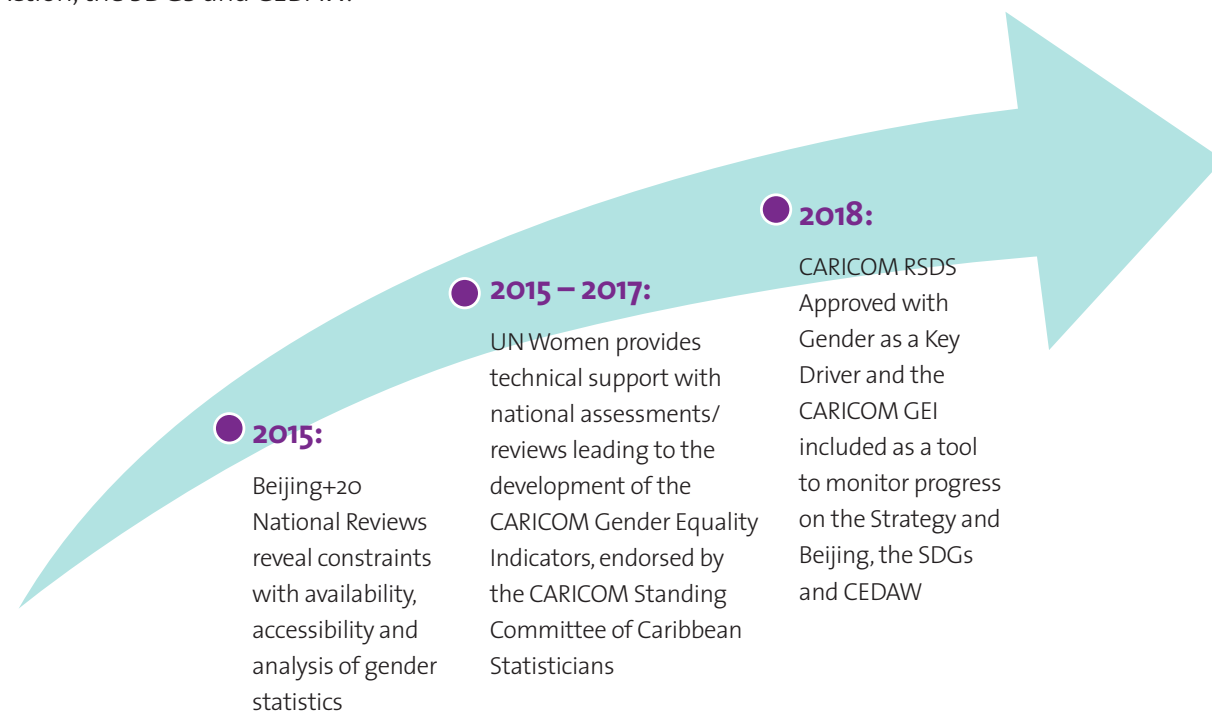 2015:
Beijing+20
National Reviews
reveal constraints
with availability,
accessibility and
analysis of gender
statistics
2015 – 2017:
UN Women provides
technical support with
national assessments/
reviews leading to the
development of the
CARICOM Gender Equality
Indicators, endorsed by
the CARICOM Standing
Committee of Caribbean
Statisticians
2018:
CARICOM RSDS
Approved with
Gender as a Key
Driver and the
CARICOM GEI
included as a tool
to monitor progress
on the Strategy and
Beijing, the SDGs
and CEDAW